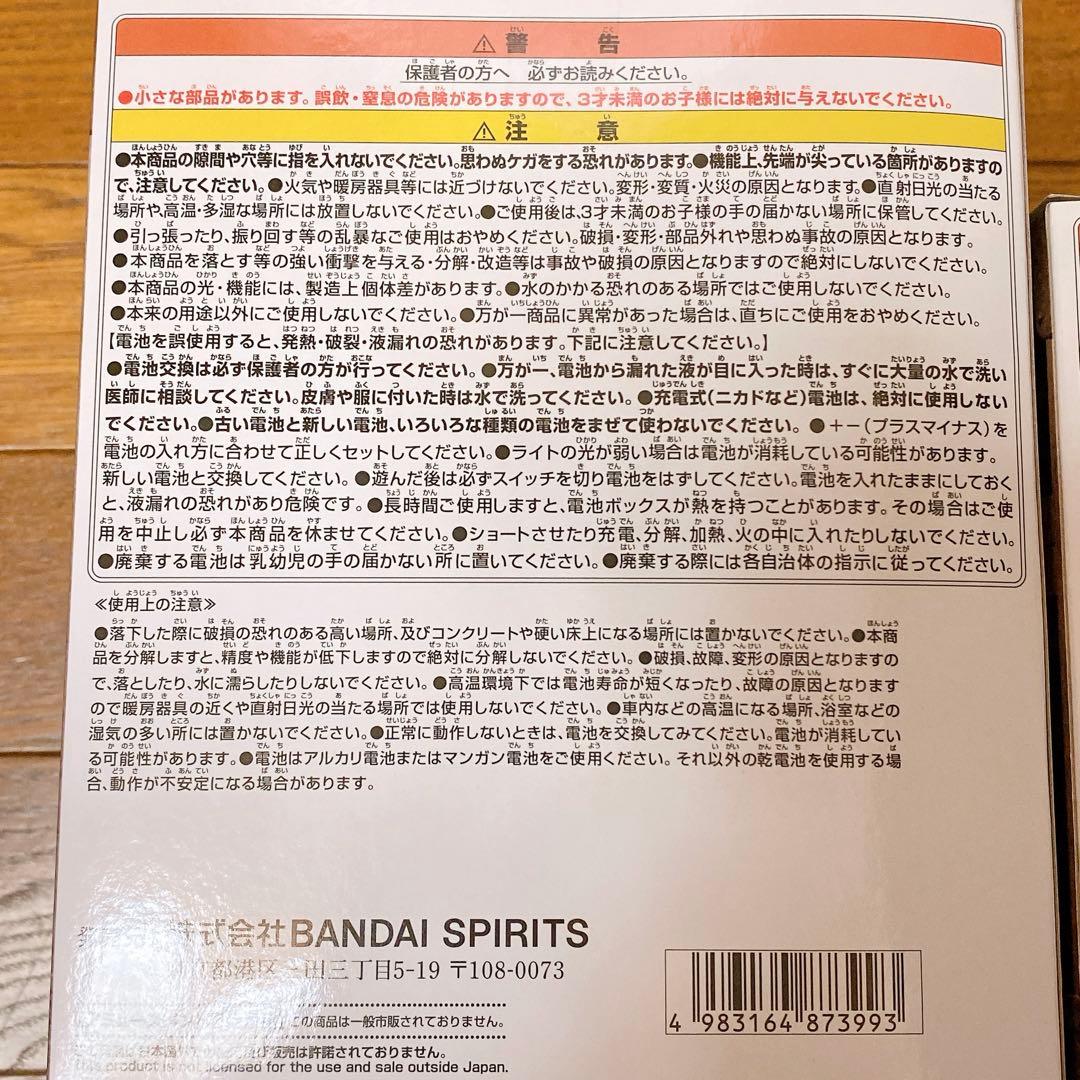 ⚠警告
保護者の方へ 必ずお読みください。
●小さな部品があります。誤飲・窒息の危険がありますので、3才未満のお子様には絶対に与えないでください。
⚠注意
●本商品の隙間や穴等に指を入れないでください。思わぬケガをする恐れがあります。●機能上、先端が尖っている箇所がありますの
で、注意してください。●火気や暖房器具等には近づけないでください。変形・変質・火災の原因となります。●直射日光の当たる
場所や、高温・多湿な場所には放置しないでください。●ご使用後は、3才未満のお子様の手の届かない場所に保管してください。
●引っ張ったり、振り回す等の乱暴なご使用はおやめください。破損・変形・部品外れや思わぬ事故の原因となります。
●本商品を落とす等の強い衝撃を与える・分解・改造等は事故や破損の原因となりますので絶対にしないでください。
●本商品の光・機能には、製造上個体差があります。●水のかかる恐れのある場所ではご使用しないでください。
●本来の用途以外にご使用しないでください。●万が一商品に異常があった場合は、直ちにご使用をおやめください。
【電池を誤使用すると、発熱・破裂・液漏れの恐れがあります。下記に注意してください。】
●電池交換は必ず保護者の方が行ってください。●万が一、電池から漏れた液が目に入った時は、すぐに大量の水で洗い
医師に相談してください。皮膚や服に付いた時は水で洗ってください。●充電式(ニカドなど)電池は、絶対に使用しない
でください。●古い電池と新しい電池、いろいろな種類の電池をまぜて使わないでください。●+-(プラスマイナス)を
電池の入れ方に合わせて正しくセットしてください。●ライトの光が弱い場合は電池が消耗している可能性があります。
新しい電池と交換してください。●遊んだ後は必ずスイッチを切り電池をはずしてください。電池を入れたままにしておく
と、液漏れの恐れがあり危険です。●長時間ご使用しますと、電池ボックスが熱を持つことがあります。その場合はご使
用を中止し必ず本商品を休ませてください。●ショートさせたり充電、分解、加熱、火の中に入れたりしないでください。
●廃棄する電池は乳幼児の手の届かない所に置いてください。●廃棄する際には各自治体の指示に従ってください。
≪使用上の注意≫
●落下した際に破損の恐れのある高い場所、及びコンクリートや硬い床上になる場所には置かないでください。●本商
品を分解しますと、精度や機能が低下しますので絶対に分解しないでください。●破損、故障、変形の原因となりますの
で、落としたり、水に濡らしたりしないでください。●高温環境下では電池寿命が短くなったり、故障の原因となります
ので暖房器具の近くや直射日光の当たる場所では使用しないでください。●車内などの高温になる場所、浴室などの
湿気の多い所には置かないでください。●正常に動作しないときは、電池を交換してみてください。電池が消耗してい
る可能性があります。●電池はアルカリ電池またはマンガン電池をご使用ください。それ以外の乾電池を使用する場
合、動作が不安定になる場合があります。
株式会社BANDAI SPIRITS
都港区三田三丁目5-19 〒108-0073
この商品は一般市販されておりません。
日本国外での 販売は許諾されておりません。
This product is not licensed for the use and sale outside Japan.
4 983164 873993